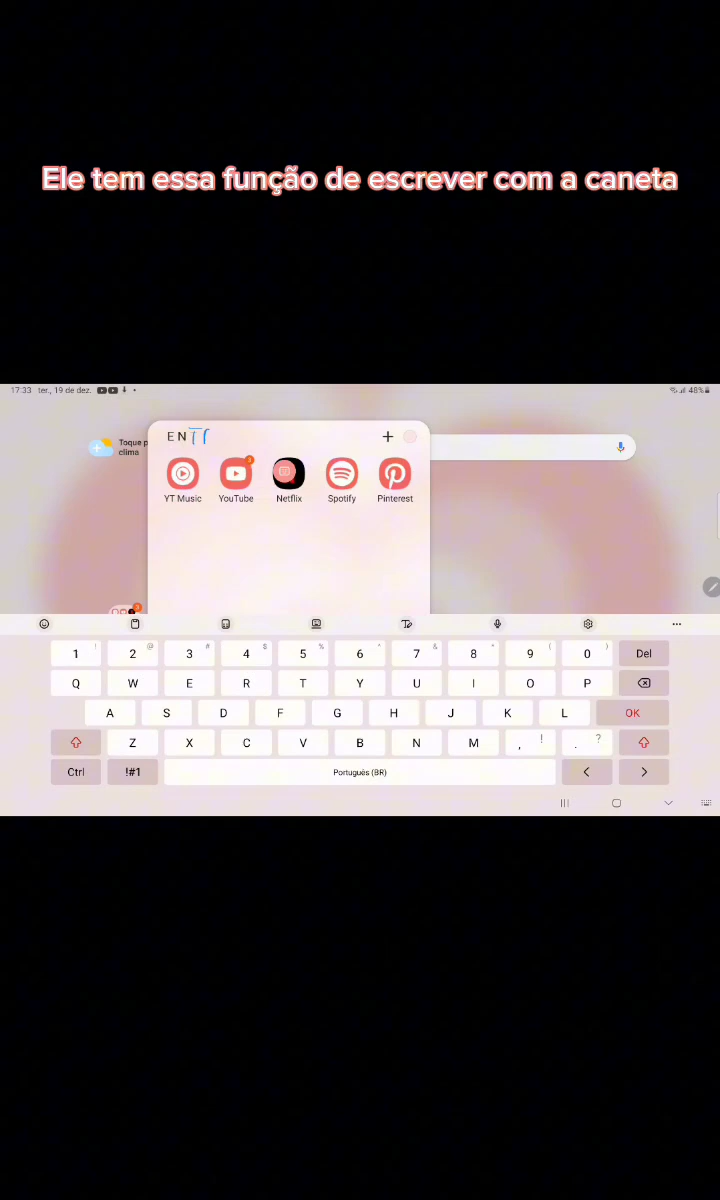 Ele tem essa função de escrever com a caneta
17:33 ter., 19 de dez. 48%
Toque p
clima
EN
YT Music YouTube Netflix Spotify Pinterest
3
3
1 ! 2 @ 3 # 4 $ 5 % 6 ^ 7 & 8 * 9 ( 0 ) Del
Q W E R T Y U I O P
A S D F G H J K L OK
Z X C V B N M , ! . ?
Ctrl !#1 Português (BR) < >